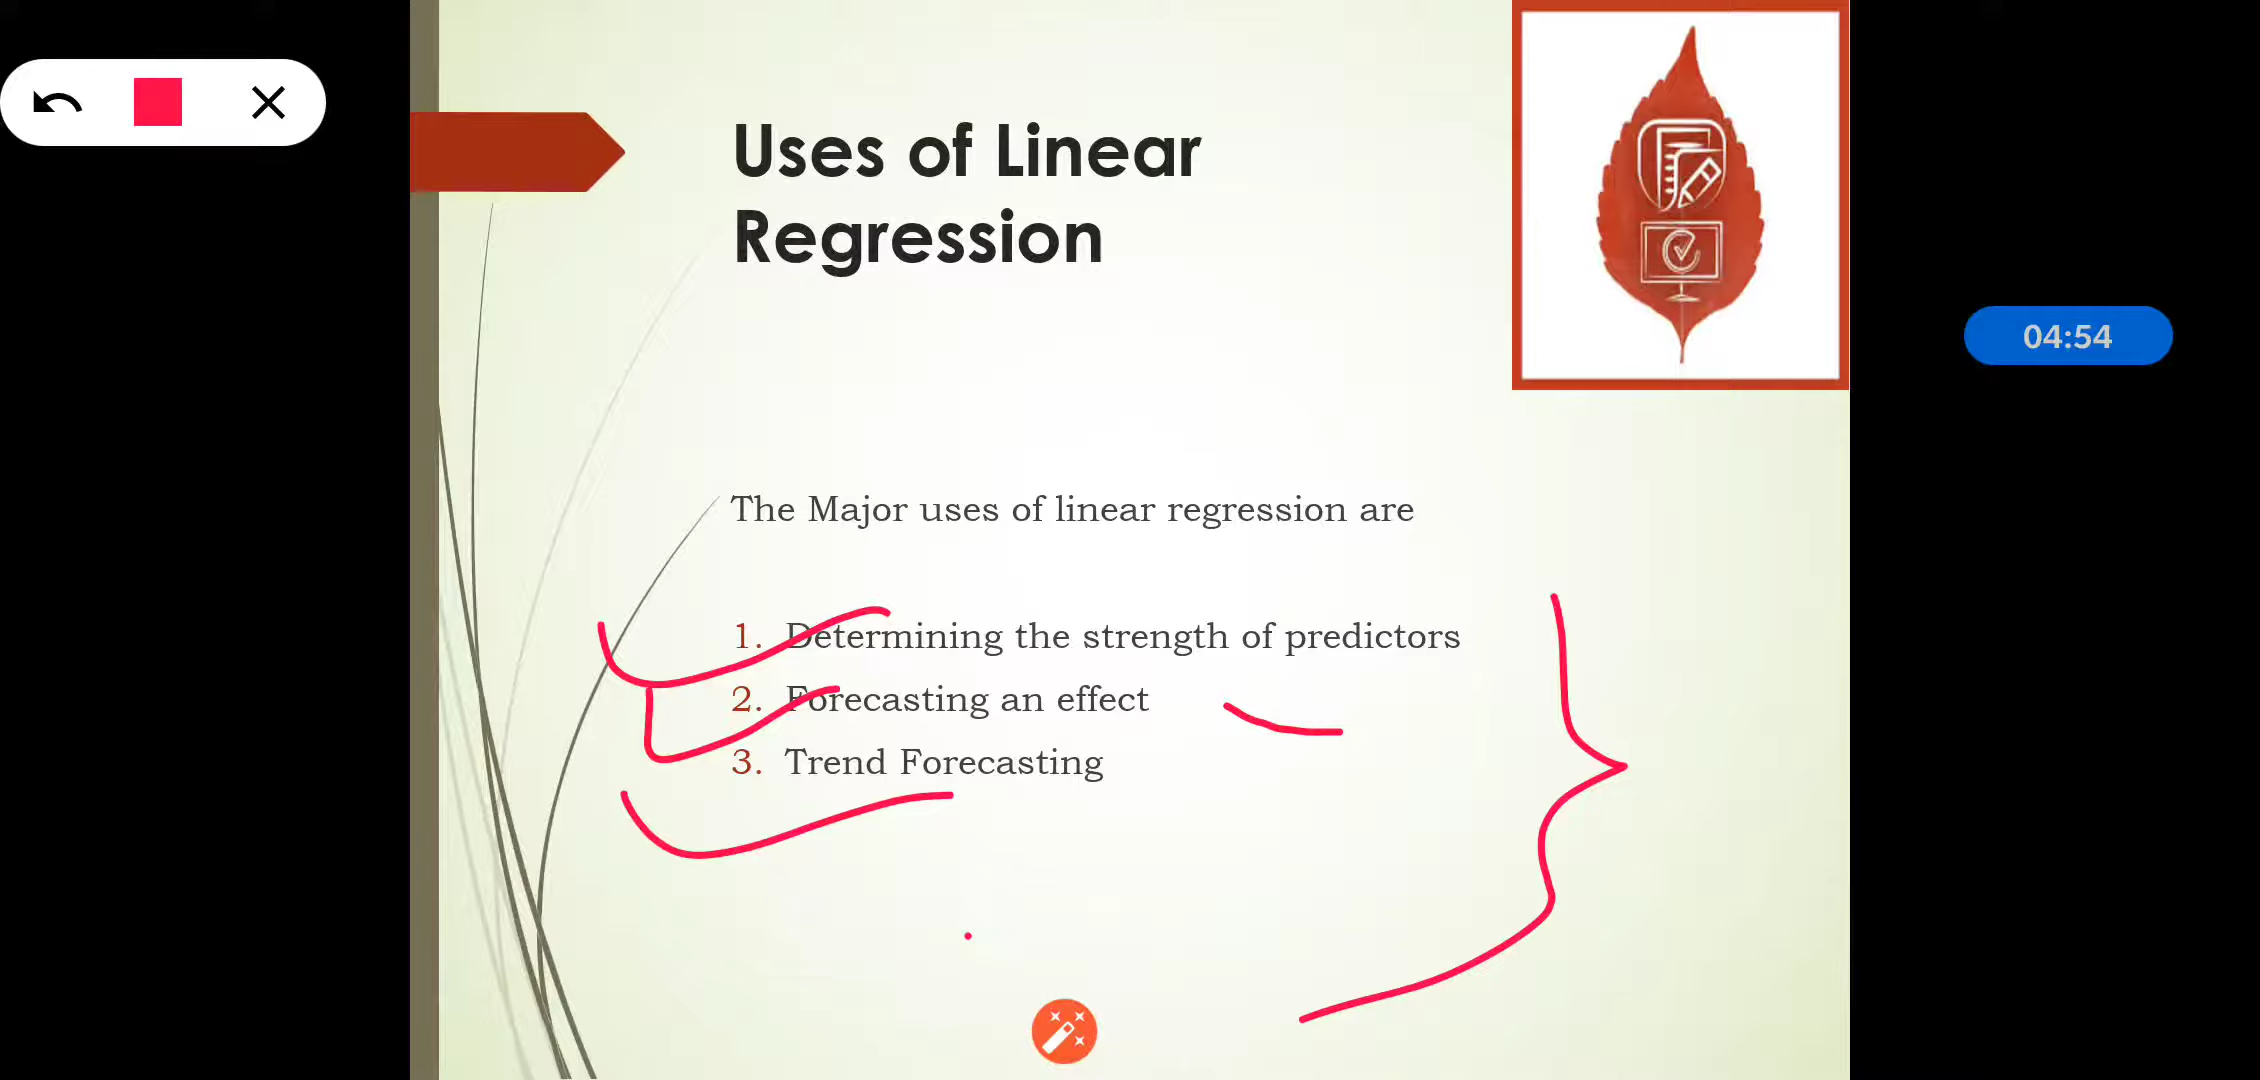 Uses of Linear
Regression
04:54
The Major uses of linear regression are
1. Determining the strength of predictors
2. Forecasting an effect
3. Trend Forecasting